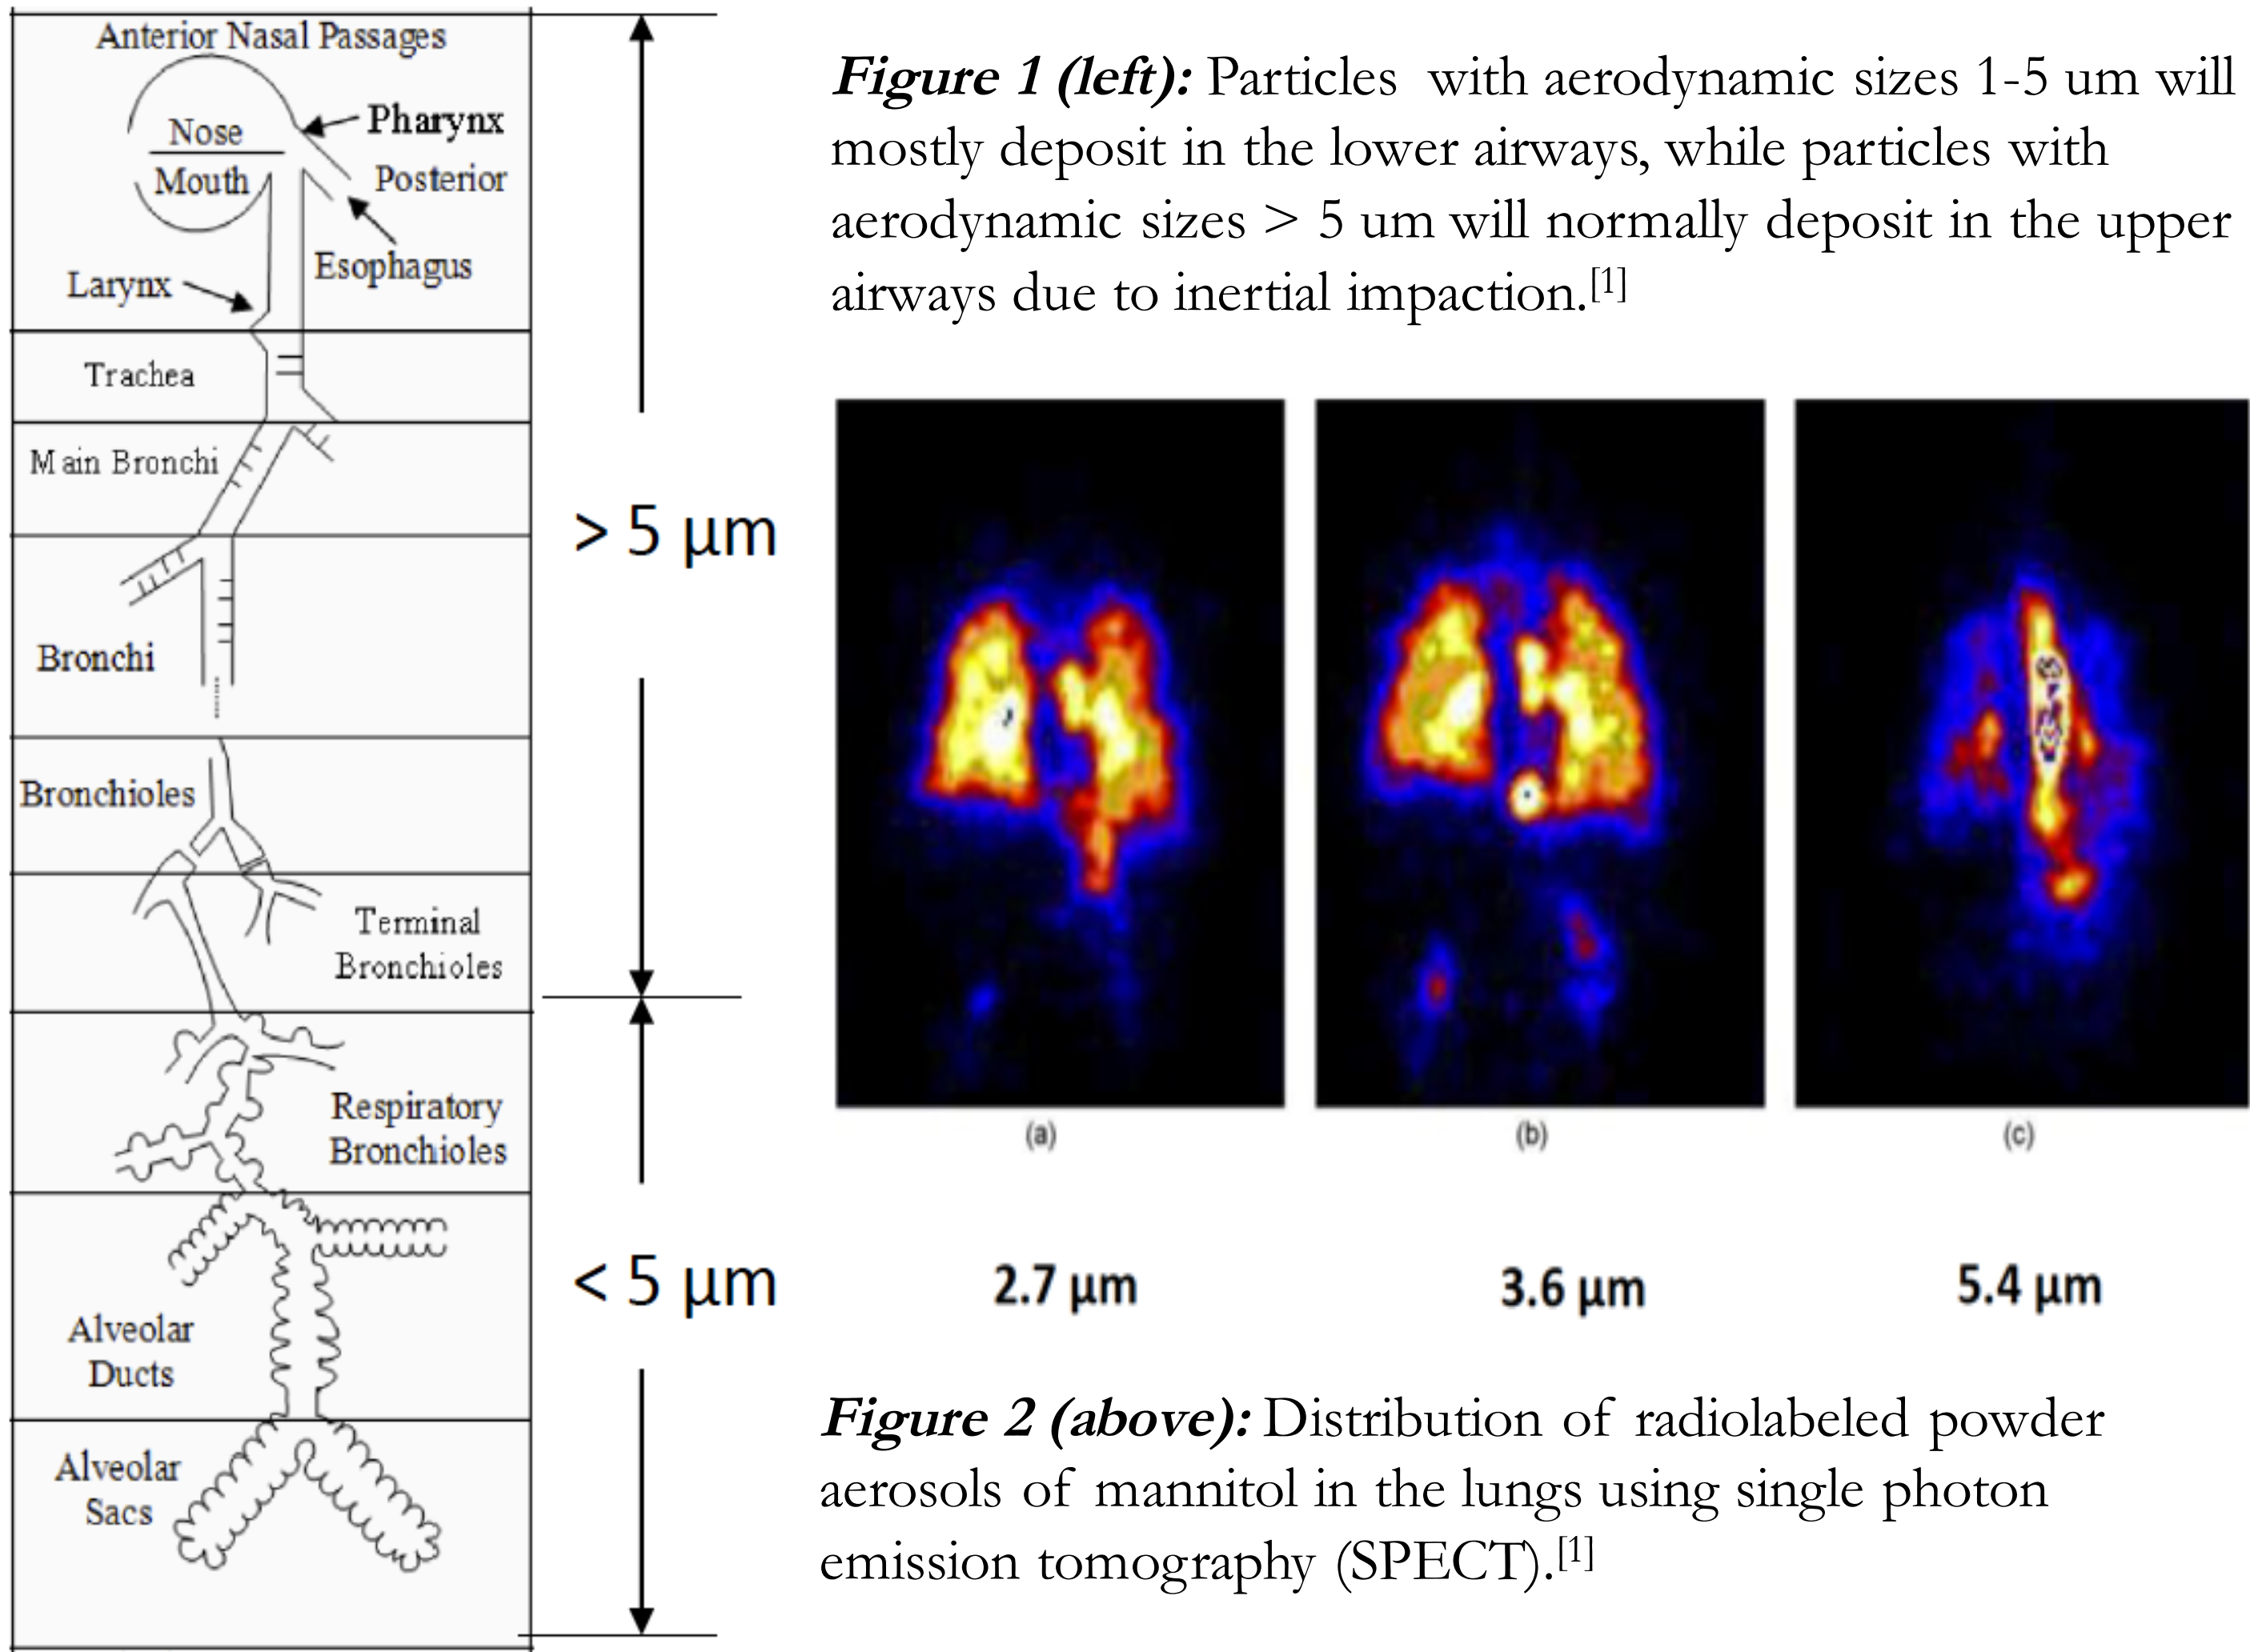 Anterior Nasal Passages
Pharynx
Nose
Mouth
Posterior
Esophagus
Larynx
Trachea
Main Bronchi
Bronchi
Bronchioles
Terminal
Bronchioles
Respiratory
Bronchioles
Alveolar
Ducts
Alveolar
Sacs
> 5 μm
< 5 μm
Figure 1 (left): Particles with aerodynamic sizes 1-5 um will
mostly deposit in the lower airways, while particles with
aerodynamic sizes > 5 um will normally deposit in the upper
airways due to inertial impaction.[1]
(a)
(b)
(c)
2.7 μm
3.6 μm
5.4 μm
Figure 2 (above): Distribution of radiolabeled powder
aerosols of mannitol in the lungs using single photon
emission tomography (SPECT).[1]